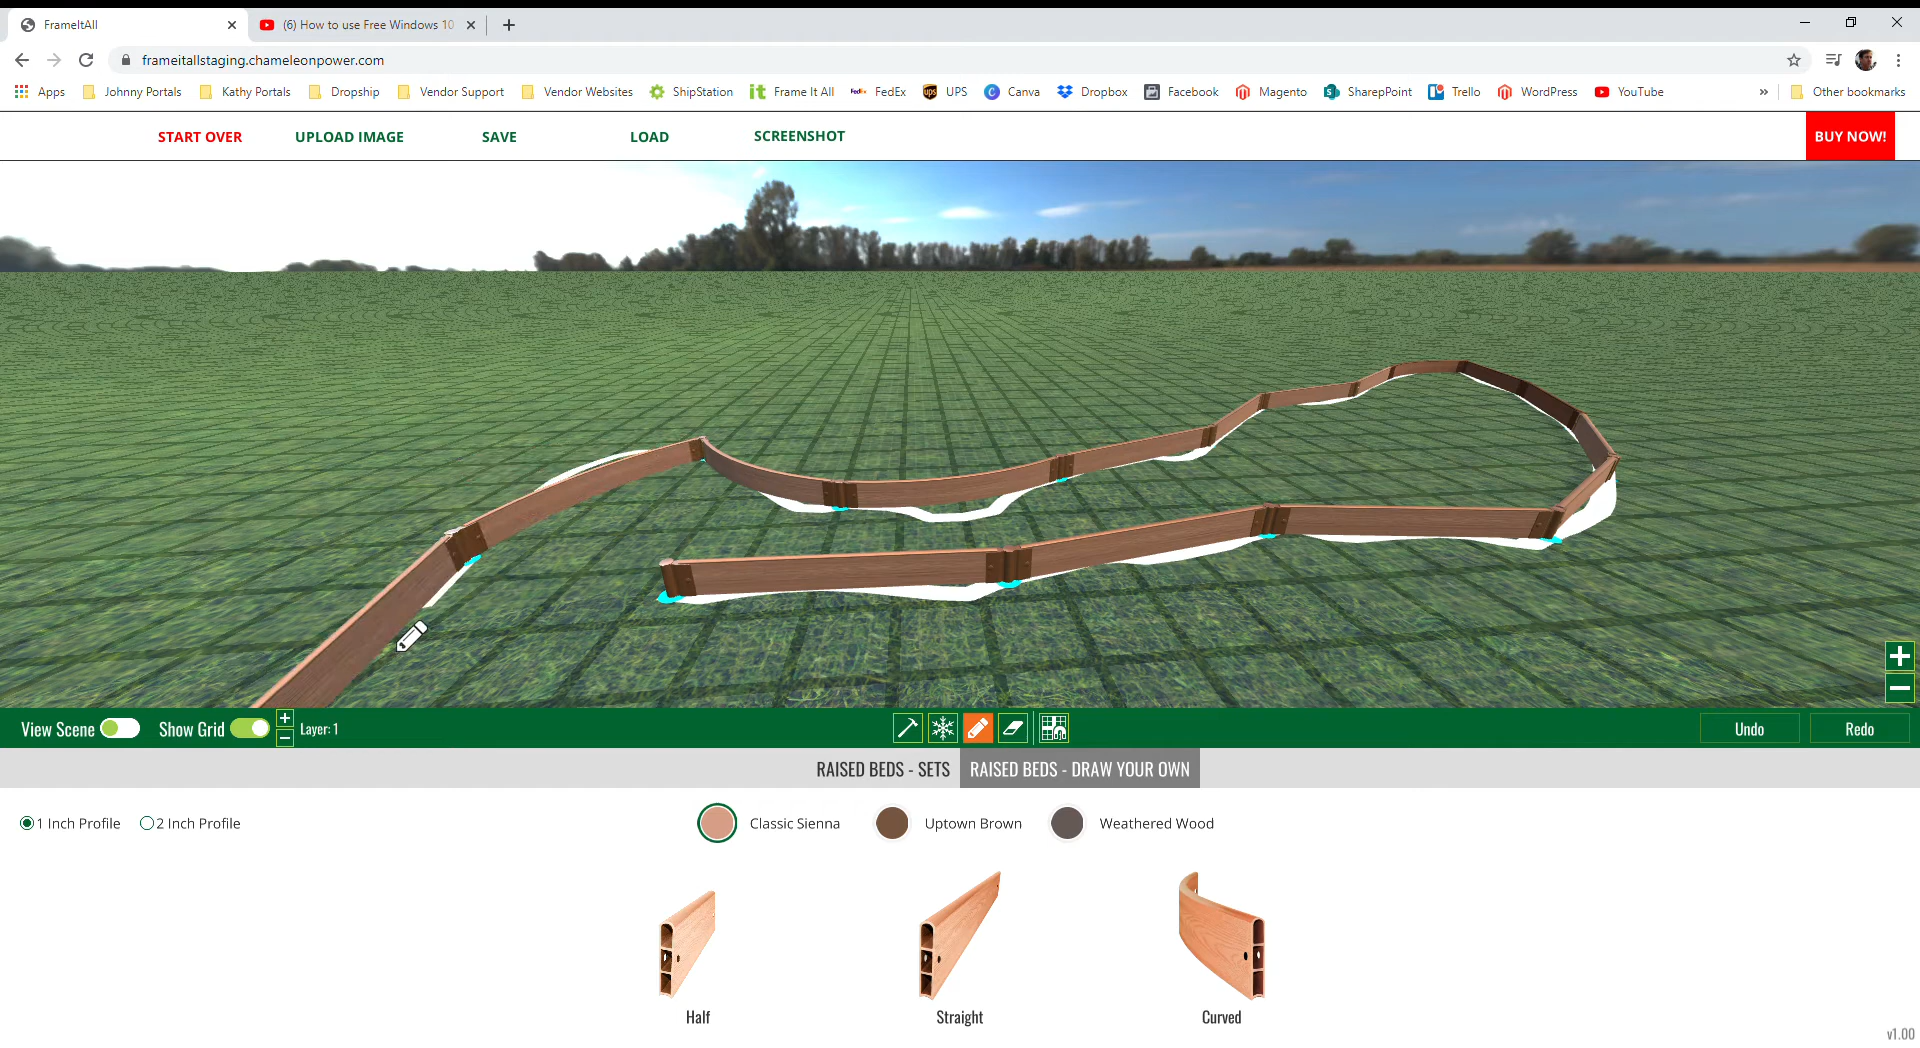 FrameItAll
(6) How to use Free Windows 10
frameitallstaging.chameleonpower.com
Apps Johnny Portals Kathy Portals Dropship Vendor Support Vendor Websites ShipStation it Frame It All FedEx FedEx ups UPS C Canva Dropbox Facebook Magento S SharepPoint Trello WordPress YouTube » Other bookmarks
START OVER UPLOAD IMAGE SAVE LOAD SCREENSHOT BUY NOW!
View Scene Show Grid Layer: 1 Undo Redo
RAISED BEDS - SETS RAISED BEDS - DRAW YOUR OWN
1 Inch Profile 2 Inch Profile Classic Sienna Uptown Brown Weathered Wood
Half Straight Curved
v1.00